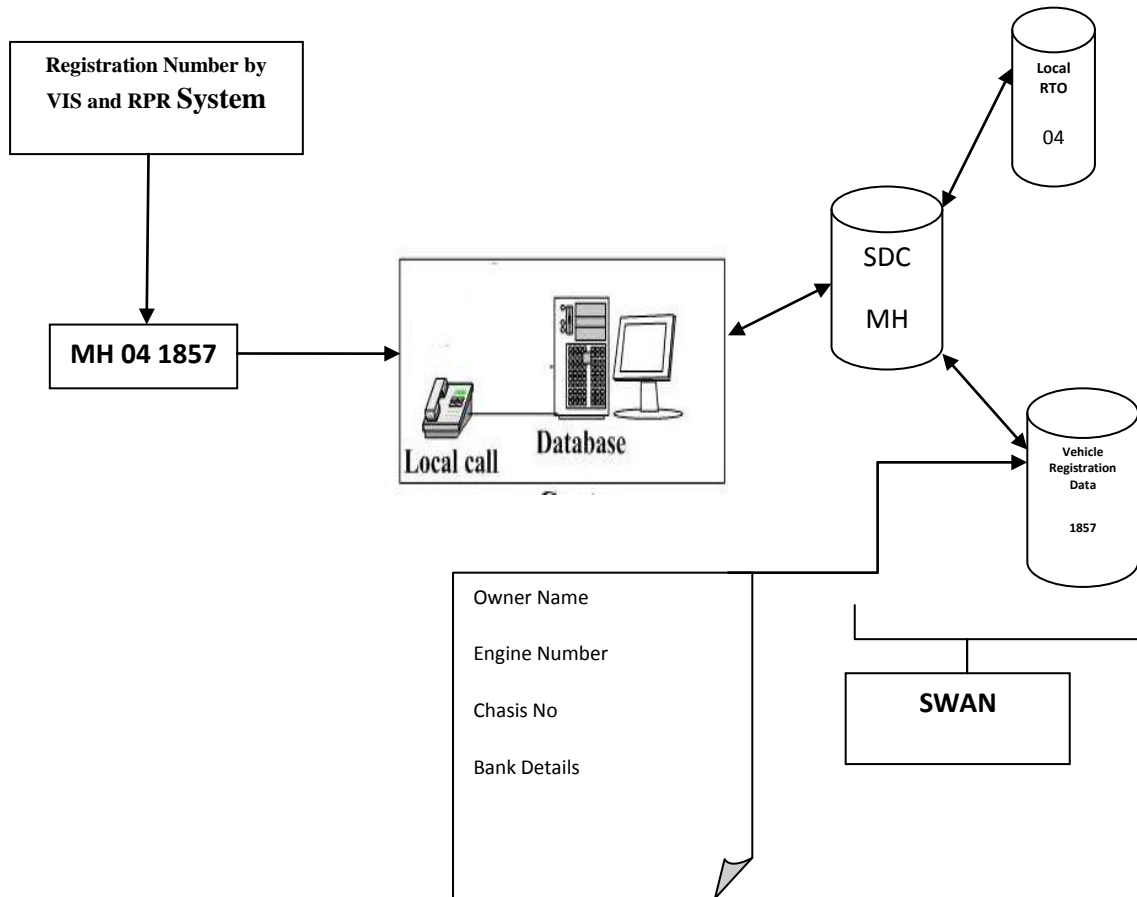 Registration Number by
VIS and RPR System
Local
RTO
04
SDC
MH
MH 04 1857
Database
Local call
Vehicle
Registration
Data
1857
Owner Name
Engine Number
Chasis No
Bank Details
SWAN